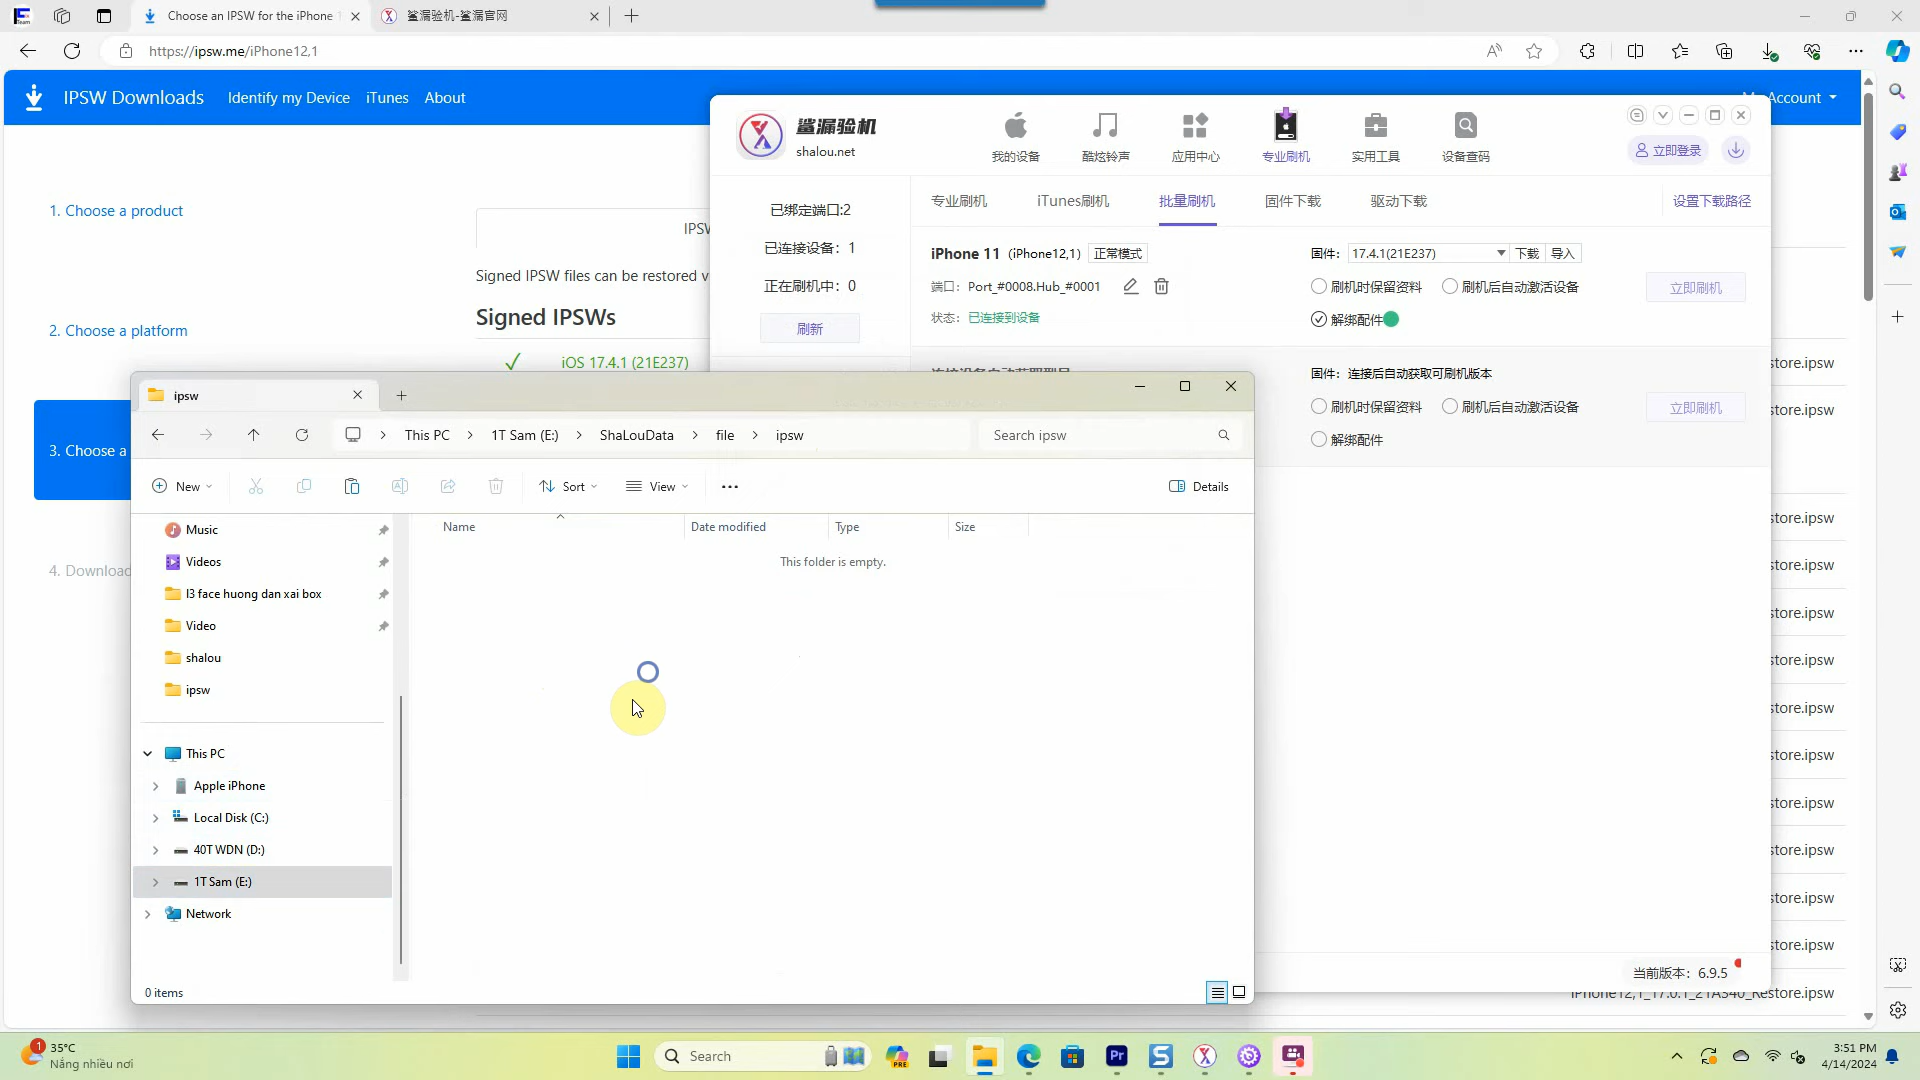 Choose an IPSW for the iPhone 1
鲨漏验机-鲨漏官网
https://ipsw.me/iPhone12,1
IPSW Downloads
Identify my Device
iTunes
About
Account
1. Choose a product
2. Choose a platform
3. Choose a
4. Download
IPSW
Signed IPSW files can be restored v
Signed IPSWs
iOS 17.4.1 (21E237)
鲨漏验机
shalou.net
我的设备
酷炫铃声
应用中心
专业刷机
实用工具
设备查码
立即登录
已绑定端口:2
已连接设备：1
正在刷机中：0
刷新
专业刷机
iTunes刷机
批量刷机
固件下载
驱动下载
设置下载路径
iPhone 11 (iPhone12,1) 正常模式
端口：Port_#0008.Hub_#0001
状态：已连接到设备
固件：17.4.1(21E237) 下载 导入
刷机时保留资料
刷机后自动激活设备
立即刷机
解绑配件
固件：连接后自动获取可刷机版本
刷机时保留资料
刷机后自动激活设备
立即刷机
解绑配件
当前版本：6.9.5
store.ipsw
store.ipsw
store.ipsw
store.ipsw
store.ipsw
store.ipsw
store.ipsw
store.ipsw
store.ipsw
store.ipsw
store.ipsw
store.ipsw
iPhone12,1_17.0.1_21A340_Restore.ipsw
ipsw
This PC
1T Sam (E:)
ShaLouData
file
ipsw
Search ipsw
New
Sort
View
Details
Name
Date modified
Type
Size
This folder is empty.
Music
Videos
l3 face huong dan xai box
Video
shalou
ipsw
This PC
Apple iPhone
Local Disk (C:)
40T WDN (D:)
1T Sam (E:)
Network
0 items
1
35°C
Nắng nhiều nơi
Search
PRE
Pr
S
3:51 PM
4/14/2024